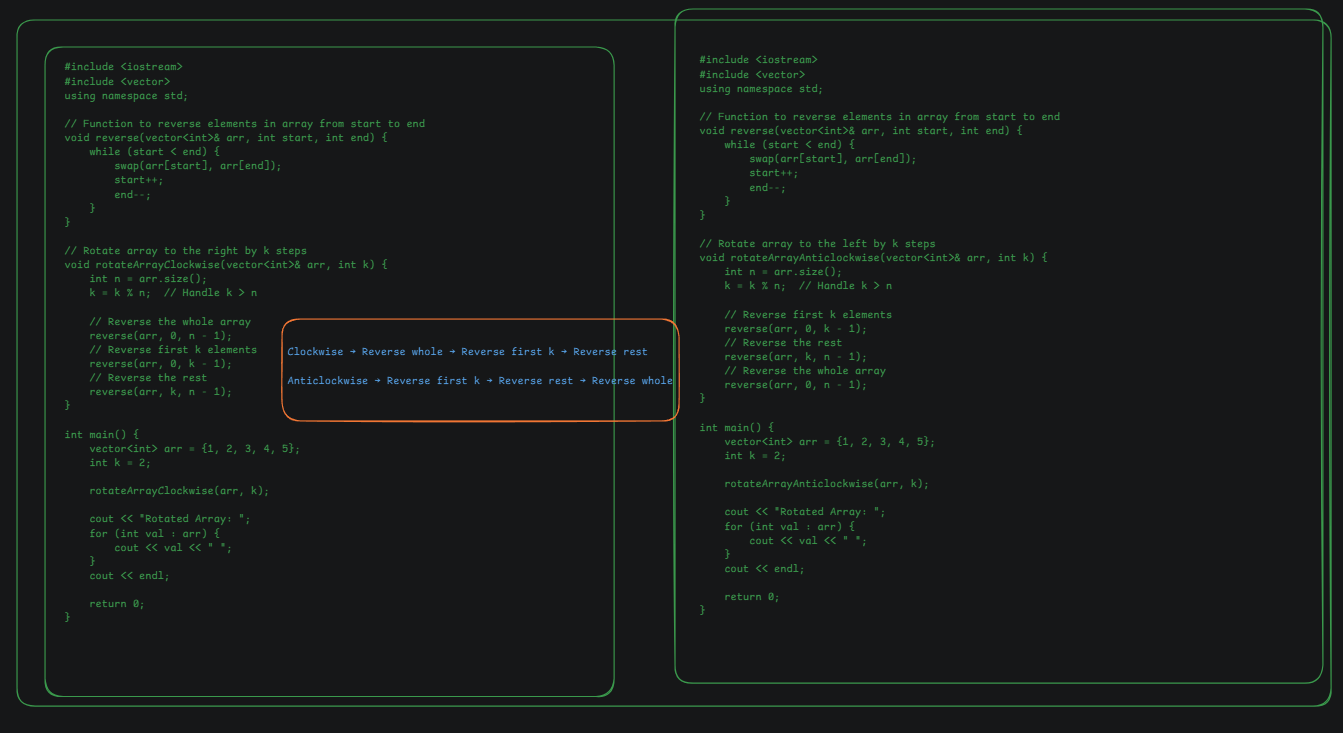 #include <iostream>
#include <vector>
using namespace std;

// Function to reverse elements in array from start to end
void reverse(vector<int>& arr, int start, int end) {
    while (start < end) {
        swap(arr[start], arr[end]);
        start++;
        end--;
    }
}

// Rotate array to the right by k steps
void rotateArrayClockwise(vector<int>& arr, int k) {
    int n = arr.size();
    k = k % n;  // Handle k > n

    // Reverse the whole array
    reverse(arr, 0, n - 1);
    // Reverse first k elements
    reverse(arr, 0, k - 1);
    // Reverse the rest
    reverse(arr, k, n - 1);
}

int main() {
    vector<int> arr = {1, 2, 3, 4, 5};
    int k = 2;

    rotateArrayClockwise(arr, k);

    cout << "Rotated Array: ";
    for (int val : arr) {
        cout << val << " ";
    }
    cout << endl;

    return 0;
}

Clockwise → Reverse whole → Reverse first k → Reverse rest

Anticlockwise → Reverse first k → Reverse rest → Reverse whole

#include <iostream>
#include <vector>
using namespace std;

// Function to reverse elements in array from start to end
void reverse(vector<int>& arr, int start, int end) {
    while (start < end) {
        swap(arr[start], arr[end]);
        start++;
        end--;
    }
}

// Rotate array to the left by k steps
void rotateArrayAnticlockwise(vector<int>& arr, int k) {
    int n = arr.size();
    k = k % n;  // Handle k > n

    // Reverse first k elements
    reverse(arr, 0, k - 1);
    // Reverse the rest
    reverse(arr, k, n - 1);
    // Reverse the whole array
    reverse(arr, 0, n - 1);
}

int main() {
    vector<int> arr = {1, 2, 3, 4, 5};
    int k = 2;

    rotateArrayAnticlockwise(arr, k);

    cout << "Rotated Array: ";
    for (int val : arr) {
        cout << val << " ";
    }
    cout << endl;

    return 0;
}